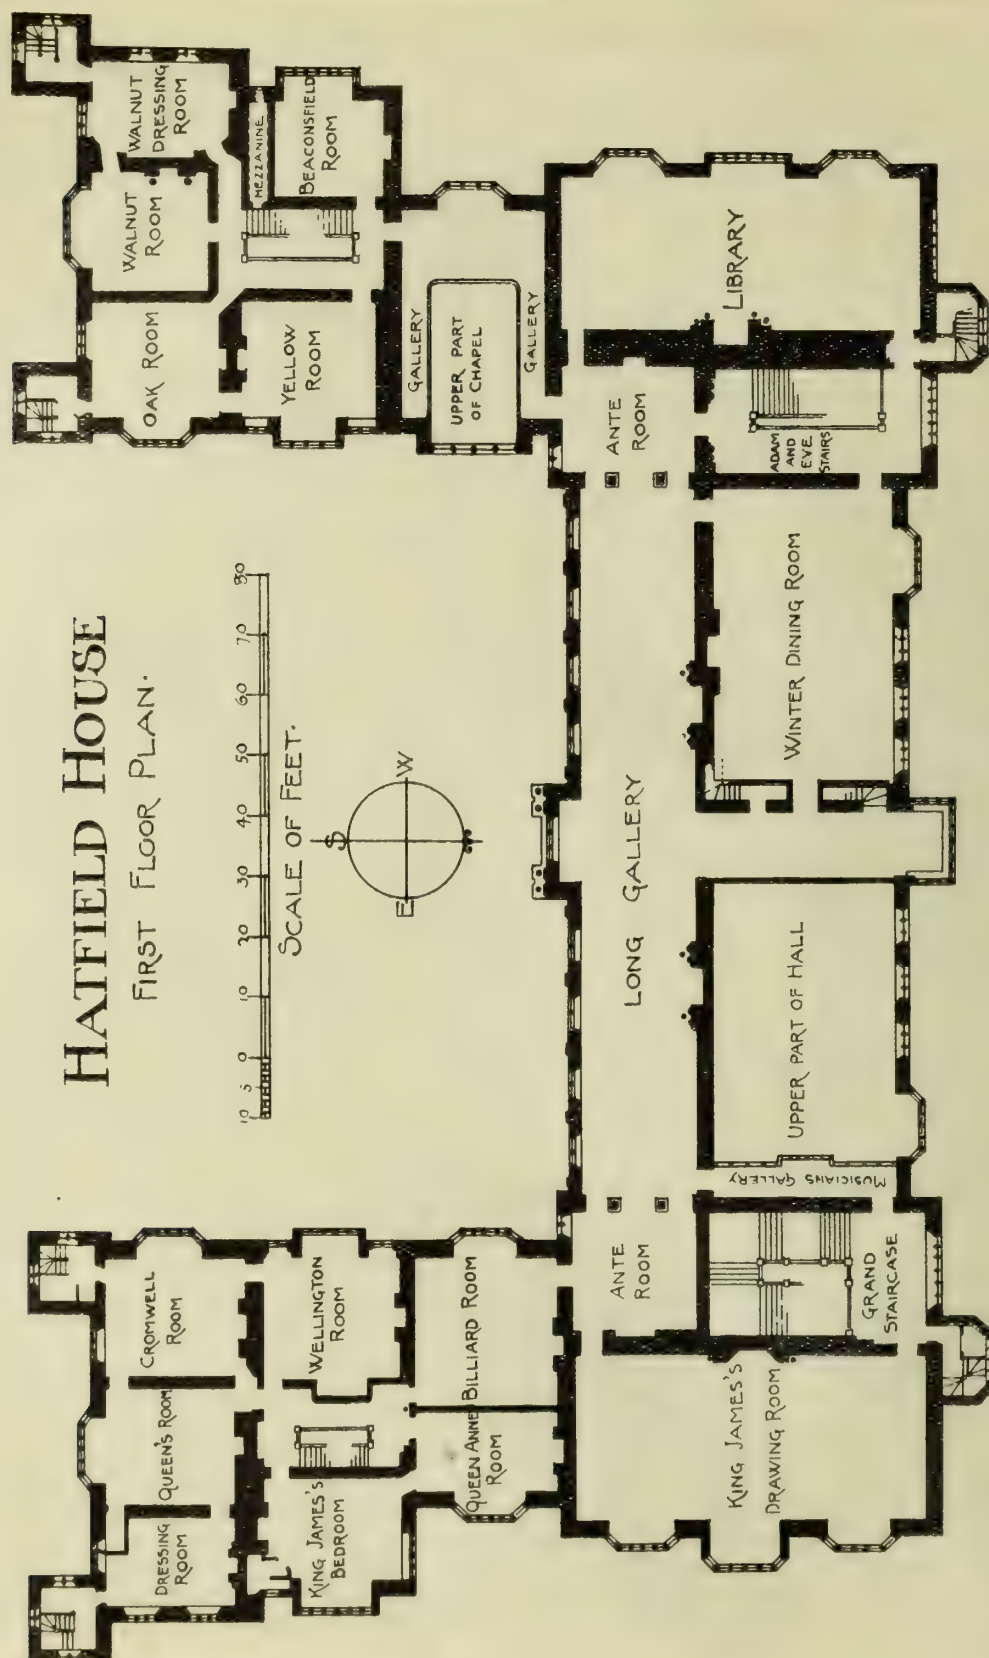 HATFIELD HOUSE
FIRST FLOOR PLAN.
10 5 0 10 20 30 40 50 60 70 80
SCALE OF FEET.
S
E W
CROMWELL
ROOM
QUEEN'S ROOM
DRESSING
ROOM
WELLINGTON
ROOM
KING JAMES'S
BEDROOM
BILLIARD ROOM
QUEEN ANNE
ROOM
ANTE
ROOM
KING JAMES'S
DRAWING ROOM
GRAND
STAIRCASE
MUSICIANS GALLERY
UPPER PART OF HALL
LONG GALLERY
WINTER DINING ROOM
ANTE
ROOM
ADAM
AND
EVE
STAIRS
LIBRARY
GALLERY
UPPER PART
OF CHAPEL
GALLERY
OAK ROOM
YELLOW
ROOM
WALNUT
ROOM
WALNUT
DRESSING
ROOM
MEZZANINE
BEACONSFIELD
ROOM